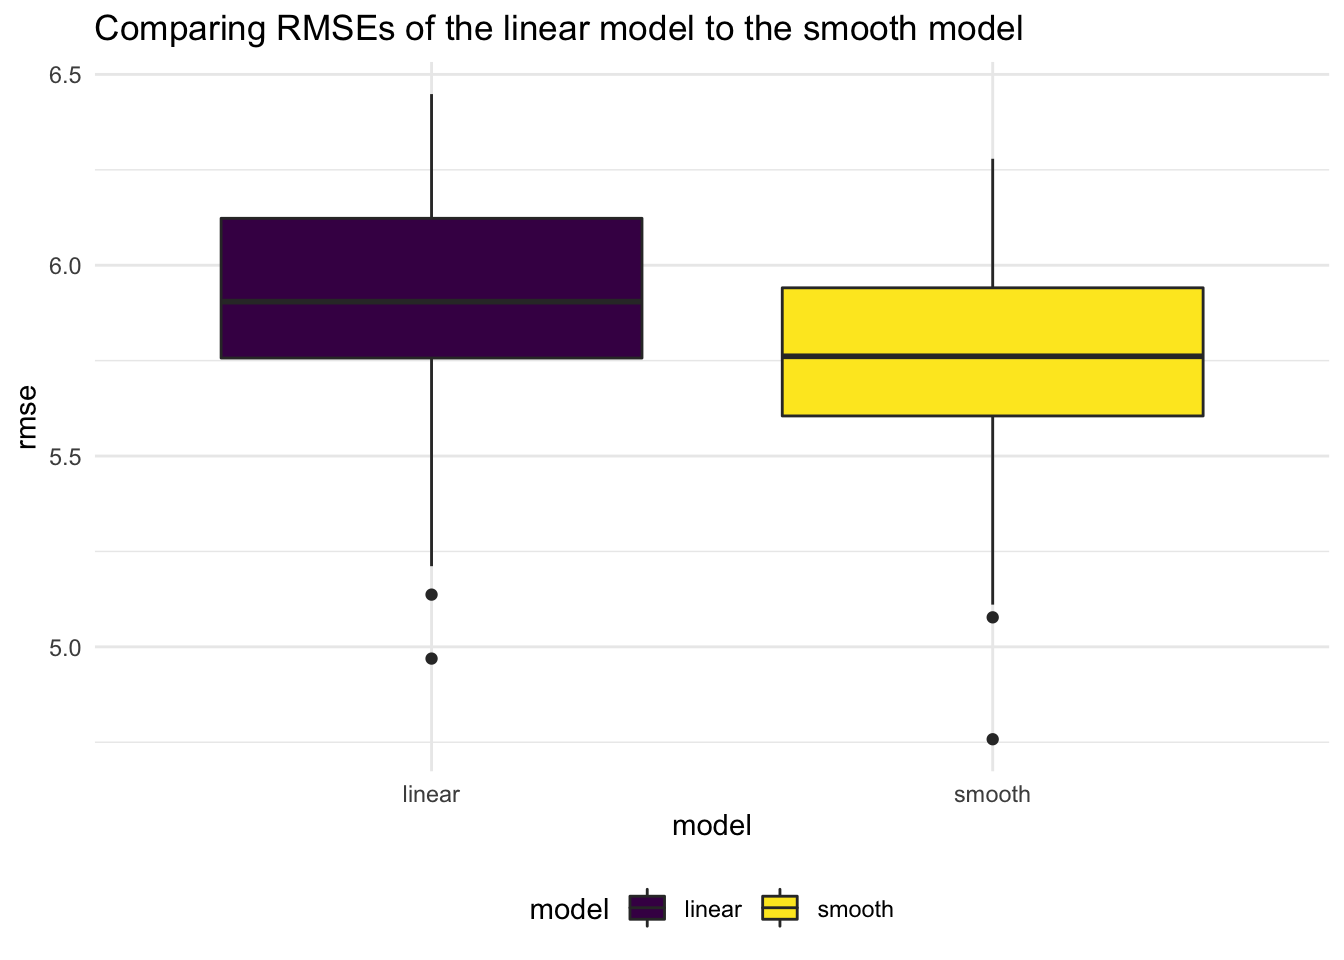 Comparing RMSEs of the linear model to the smooth model
6.5
6.0
5.5
5.0
rmse
linear smooth
model
model linear smooth